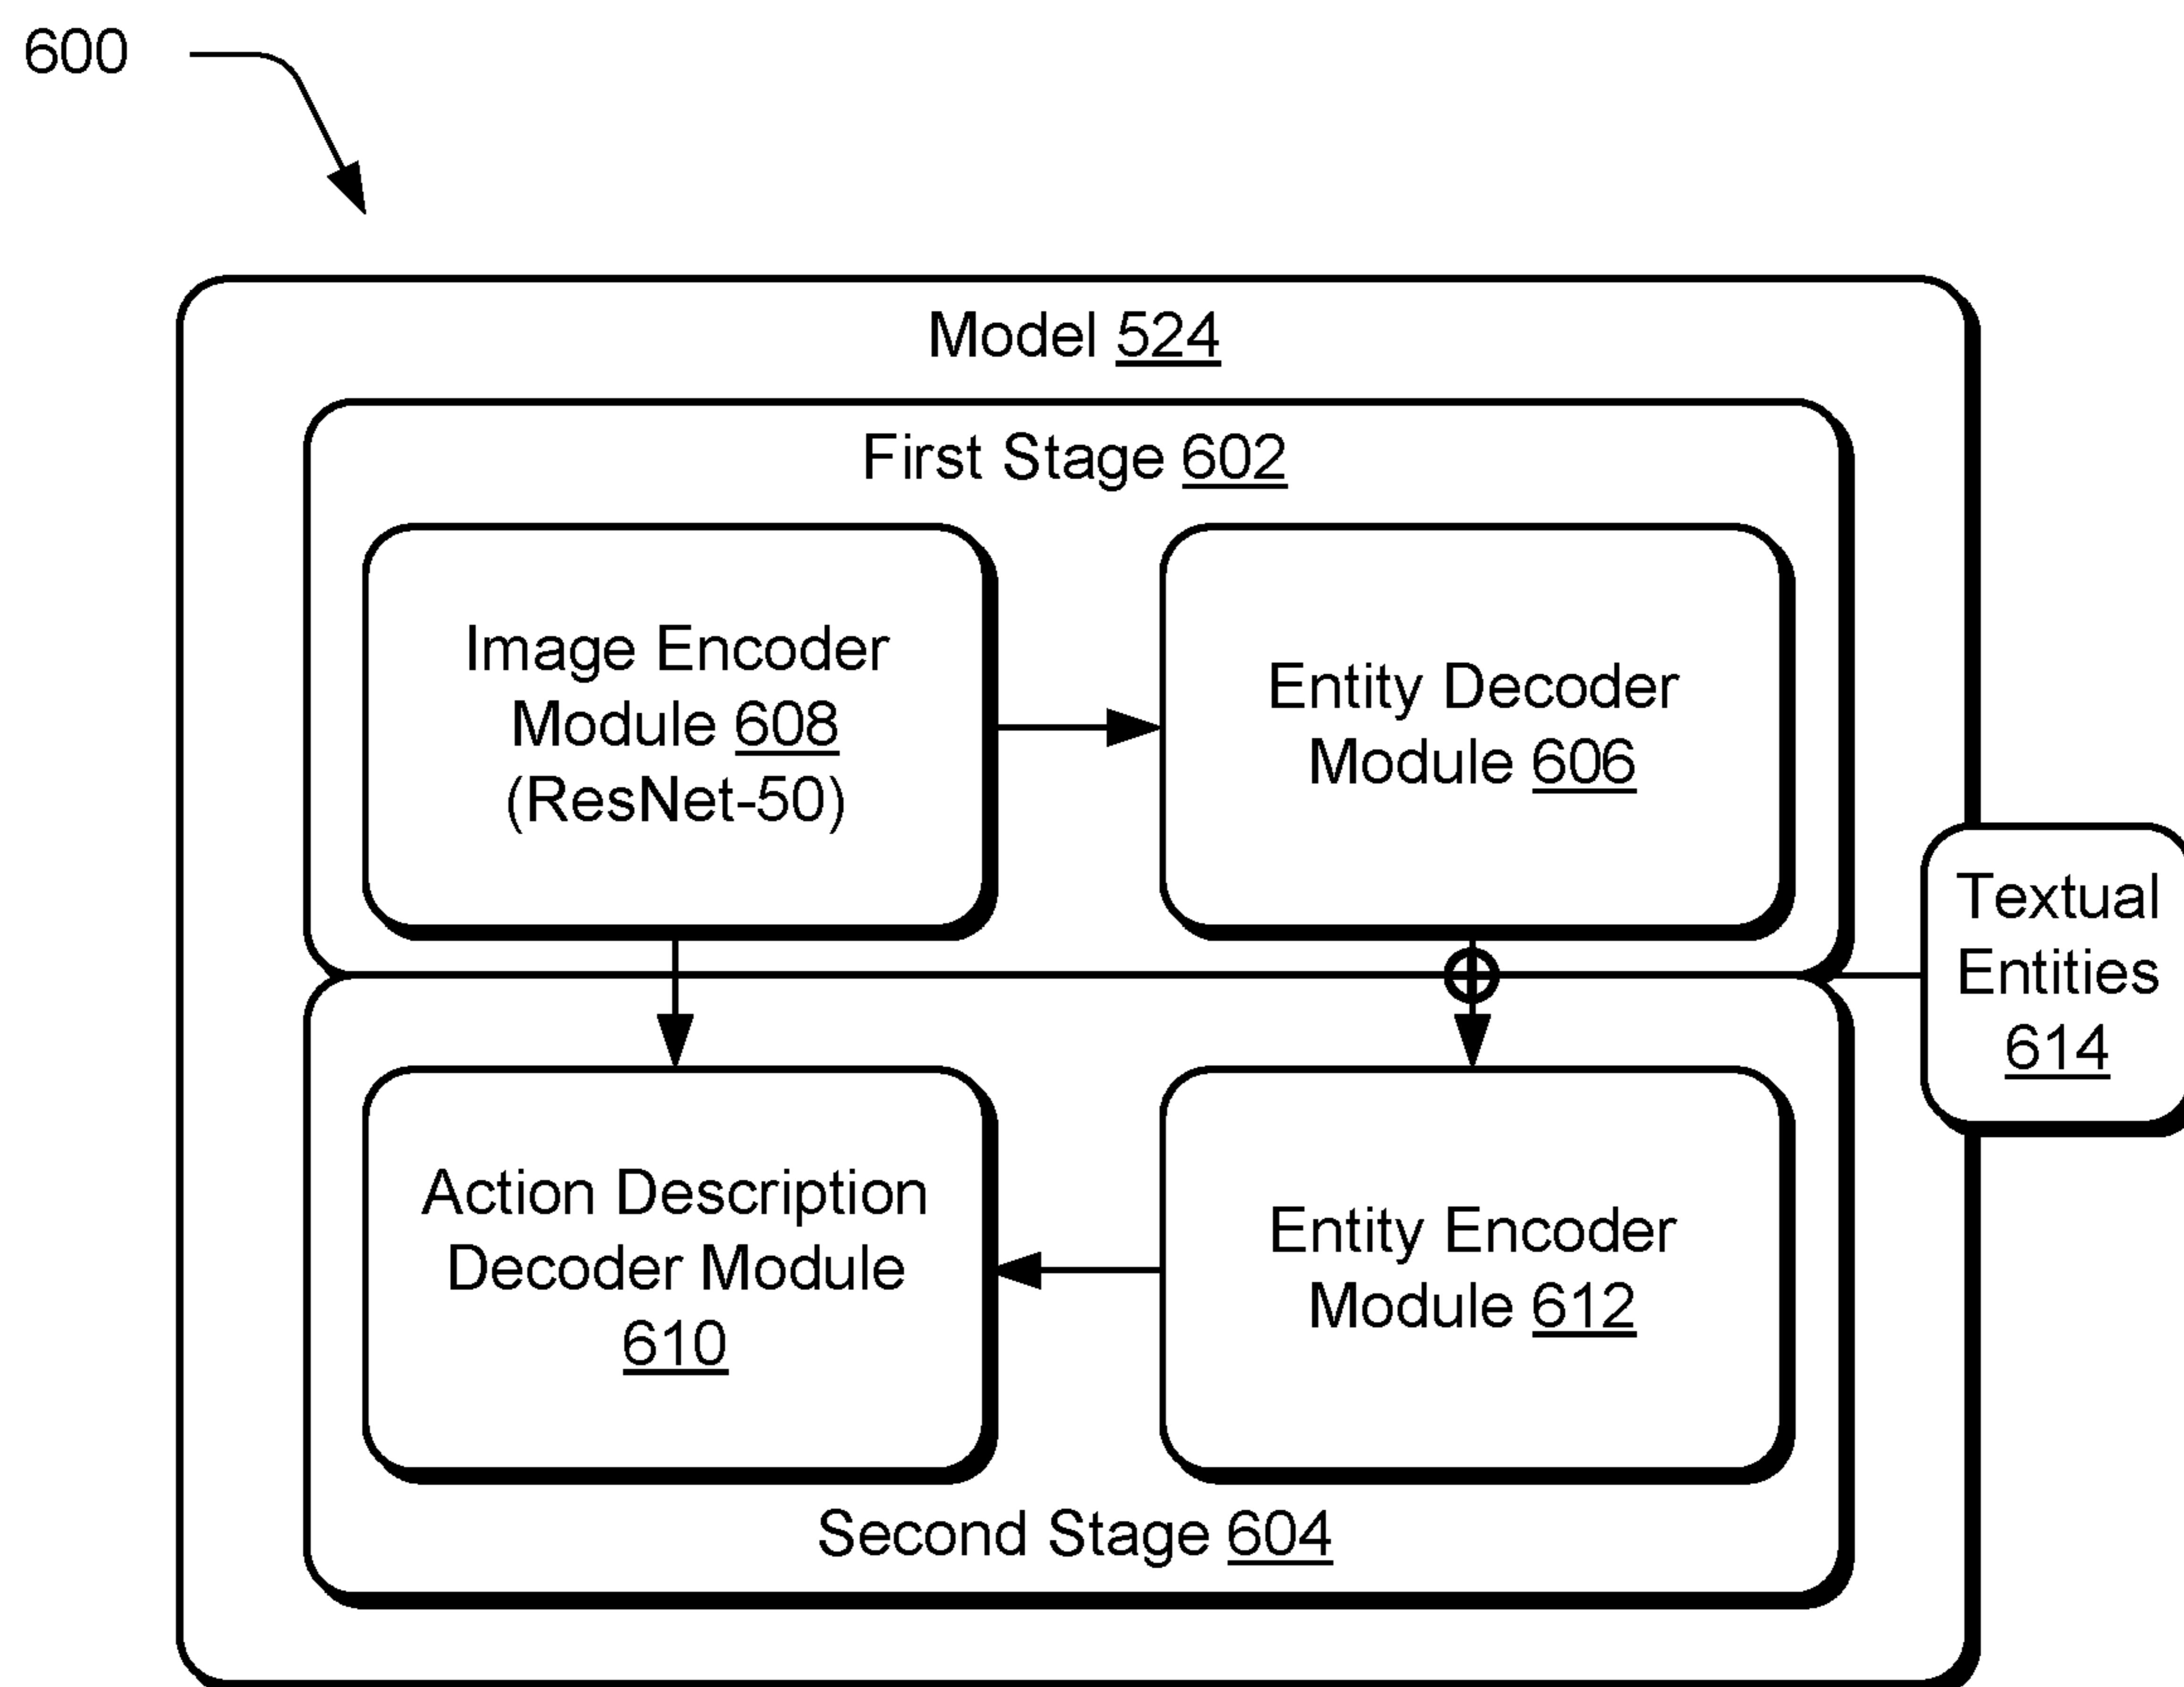 600
Model 524
First Stage 602
Image Encoder
Module 608
(ResNet-50)
Entity Decoder
Module 606
Textual
Entities
614
Action Description
Decoder Module
610
Entity Encoder
Module 612
Second Stage 604